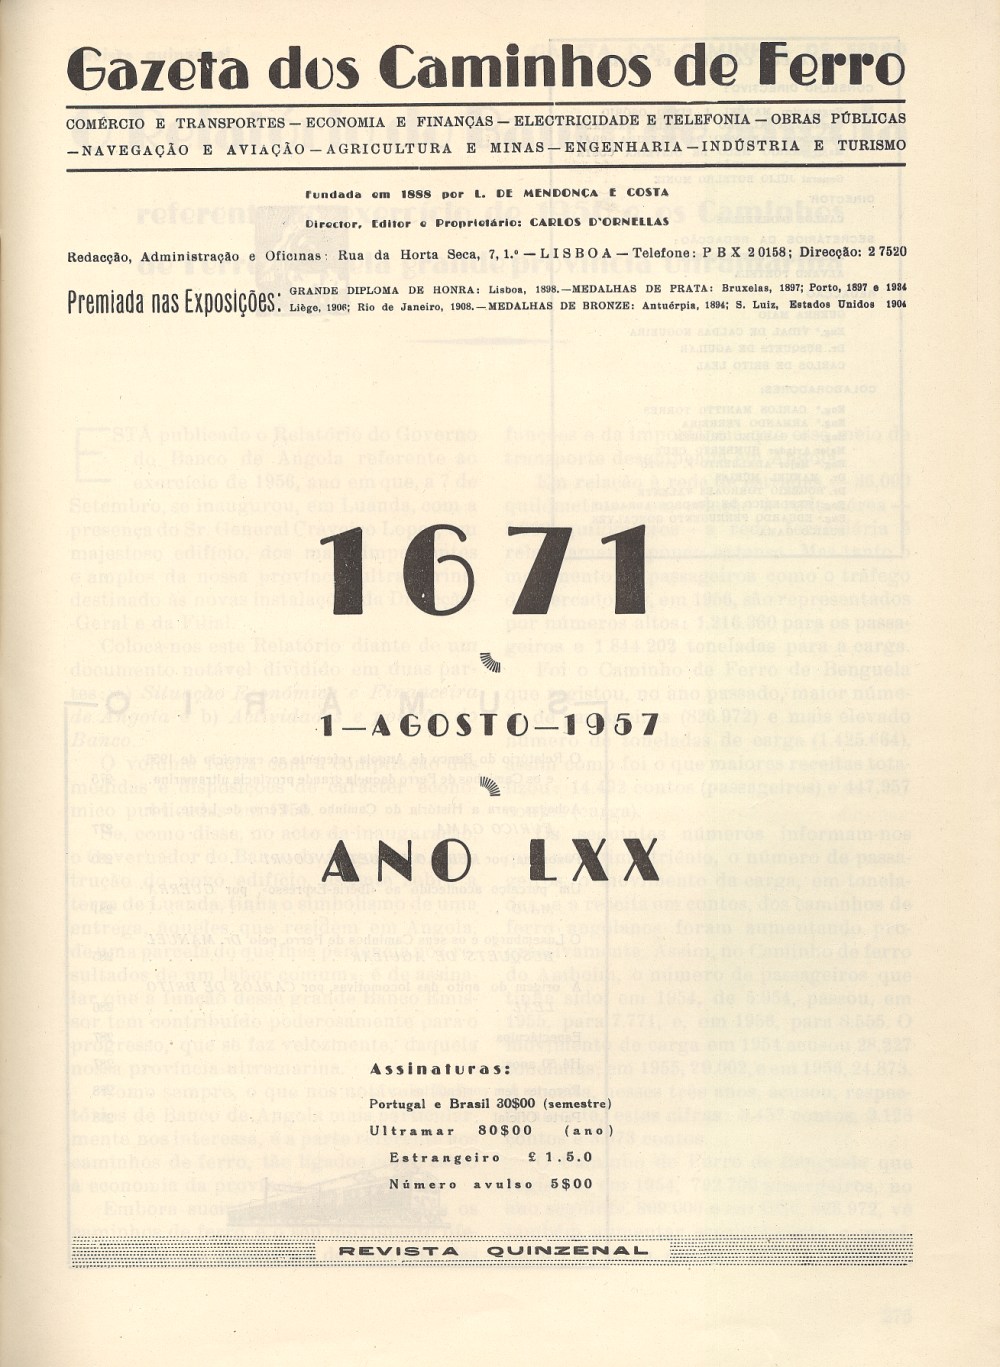 Gazeta dos Caminhos de Ferro
COMÉRCIO E TRANSPORTES — ECONOMIA E FINANÇAS — ELECTRICIDADE E TELEFONIA — OBRAS PÚBLICAS
— NAVEGAÇÃO E AVIAÇÃO — AGRICULTURA E MINAS — ENGENHARIA — INDÚSTRIA E TURISMO
Fundada em 1888 por L. DE MENDONÇA E COSTA
Director, Editor e Proprietário: CARLOS D'ORNELLAS
Redacção, Administração e Oficinas: Rua da Horta Seca, 7, 1.º — LISBOA — Telefone: PBX 20158; Direcção: 27520
Premiada nas Exposições: GRANDE DIPLOMA DE HONRA: Lisboa, 1898. — MEDALHAS DE PRATA: Bruxelas, 1897; Porto, 1897 e 1934
Liège, 1906; Rio de Janeiro, 1908. — MEDALHAS DE BRONZE: Antuérpia, 1894; S. Luiz, Estados Unidos 1904
1671
1—AGOSTO—1957
ANO LXX
Assinaturas:
Portugal e Brasil 30$00 (semestre)
Ultramar 80$00 (ano)
Estrangeiro £ 1.5.0
Número avulso 5$00
REVISTA QUINZENAL